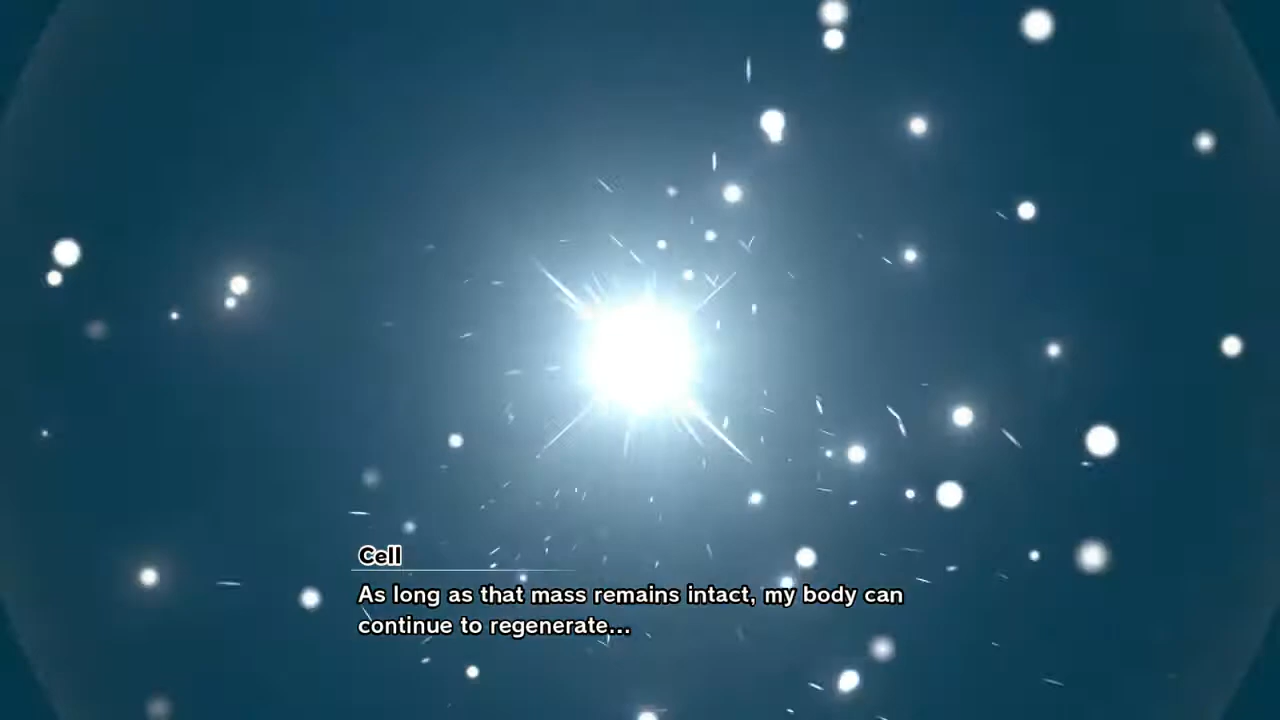 Cell
As long as that mass remains intact, my body can
continue to regenerate...